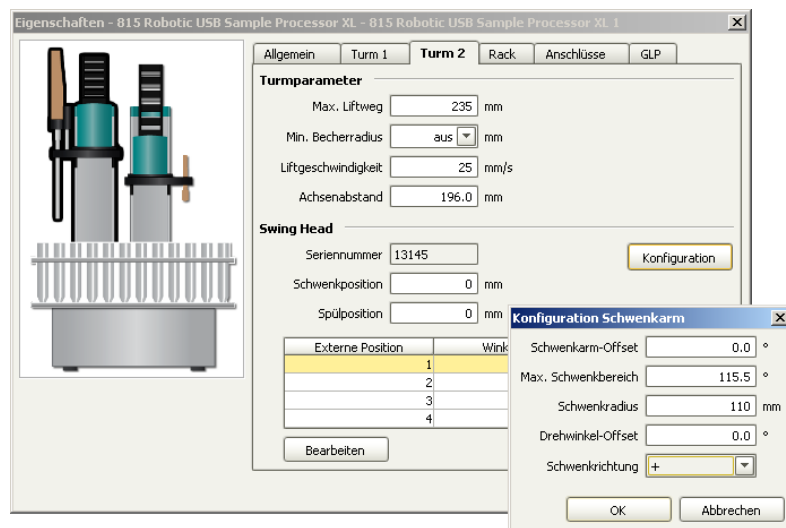 Eigenschaften - 815 Robotic USB Sample Processor XL - 815 Robotic USB Sample Processor XL 1
Allgemein Turm 1 Turm 2 Rack Anschlüsse GLP
Turmparameter
Max. Liftweg 235 mm
Min. Becherradius aus mm
Liftgeschwindigkeit 25 mm/s
Achsenabstand 196.0 mm
Swing Head
Seriennummer 13145 Konfiguration
Schwenkposition 0 mm
Spülposition 0 mm
Externe Position Wink
1
2
3
4
Bearbeiten
Konfiguration Schwenkarm
Schwenkarm-Offset 0.0 °
Max. Schwenkbereich 115.5 °
Schwenkradius 110 mm
Drehwinkel-Offset 0.0 °
Schwenkrichtung +
OK Abbrechen